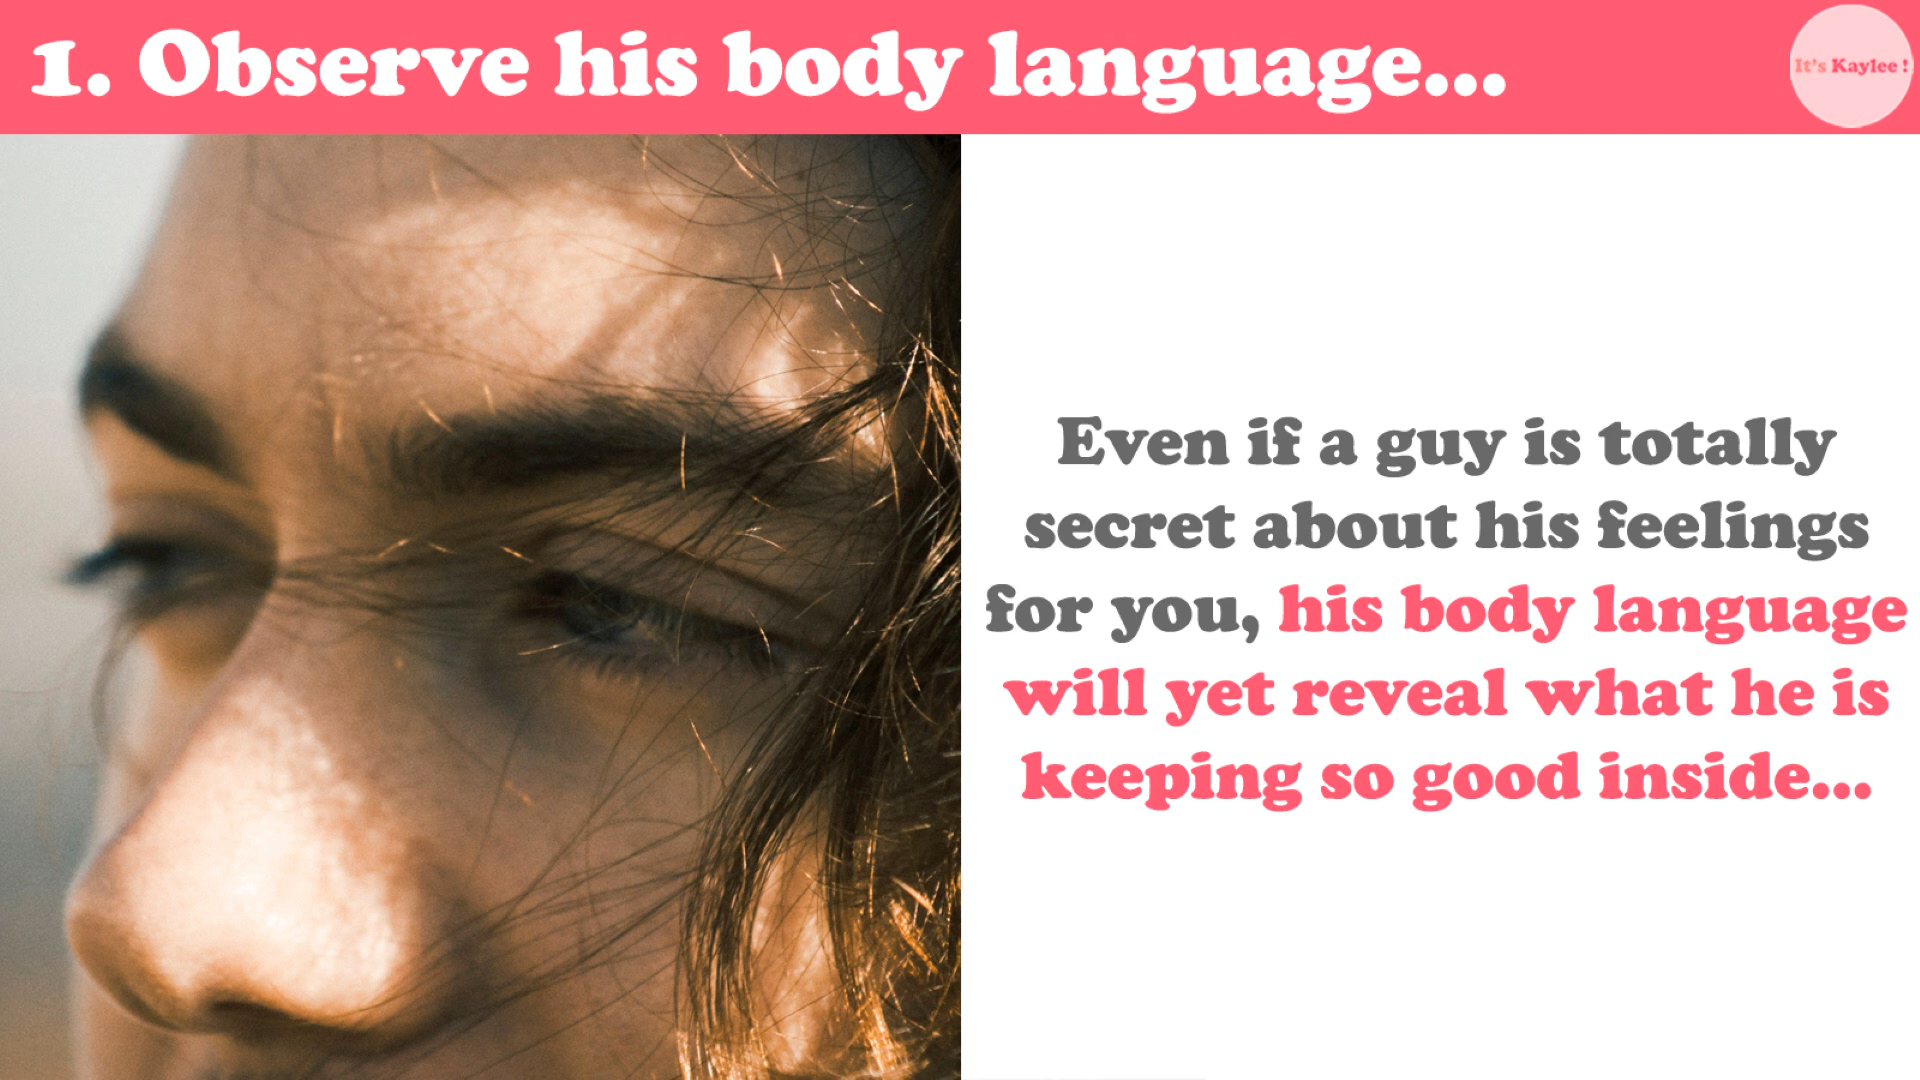 1. Observe his body language...
It's Kaylee !
Even if a guy is totally
secret about his feelings
for you, his body language
will yet reveal what he is
keeping so good inside...